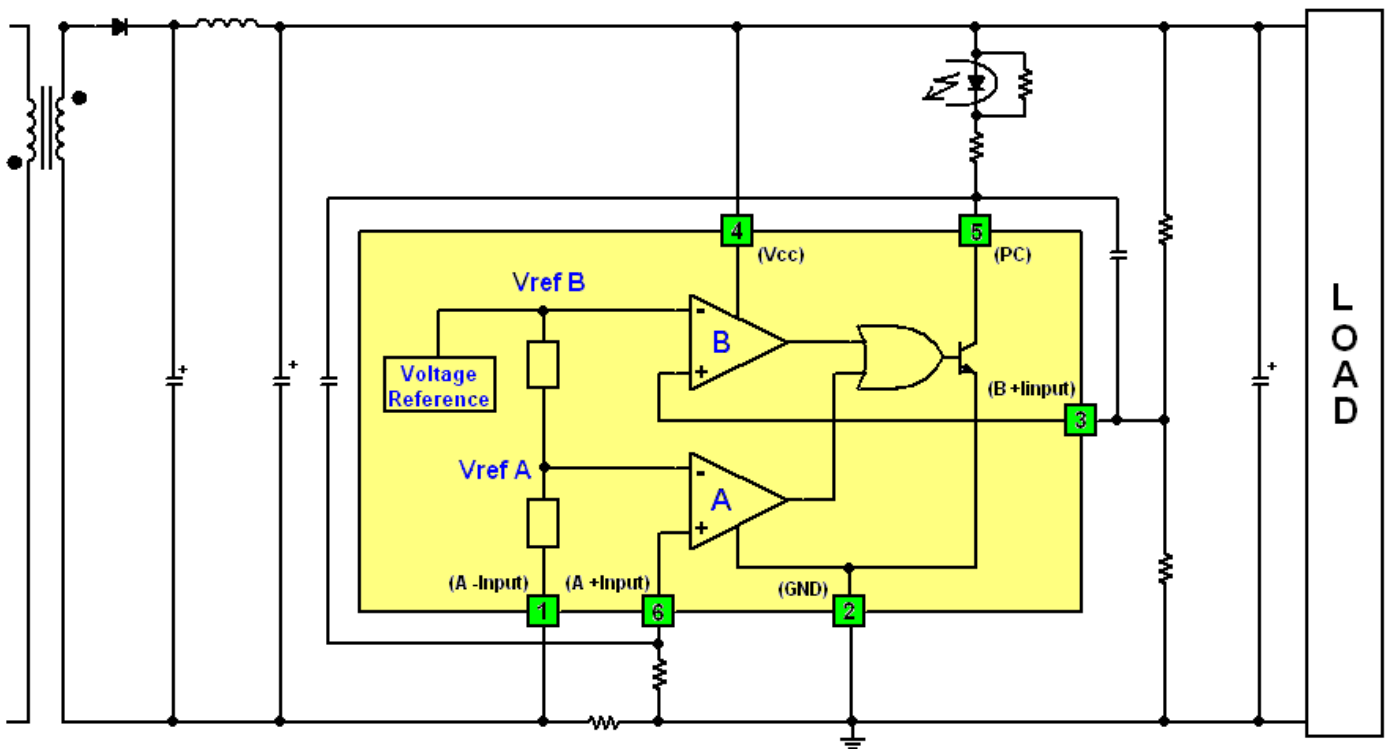 4
5
(Vcc)
(PC)
Vref B
-
B
+
Voltage
Reference
(B +Iinput)
3
Vref A
-
A
+
(A -Input)
(A +Input)
(GND)
1
6
2
+
+
+
L
O
A
D